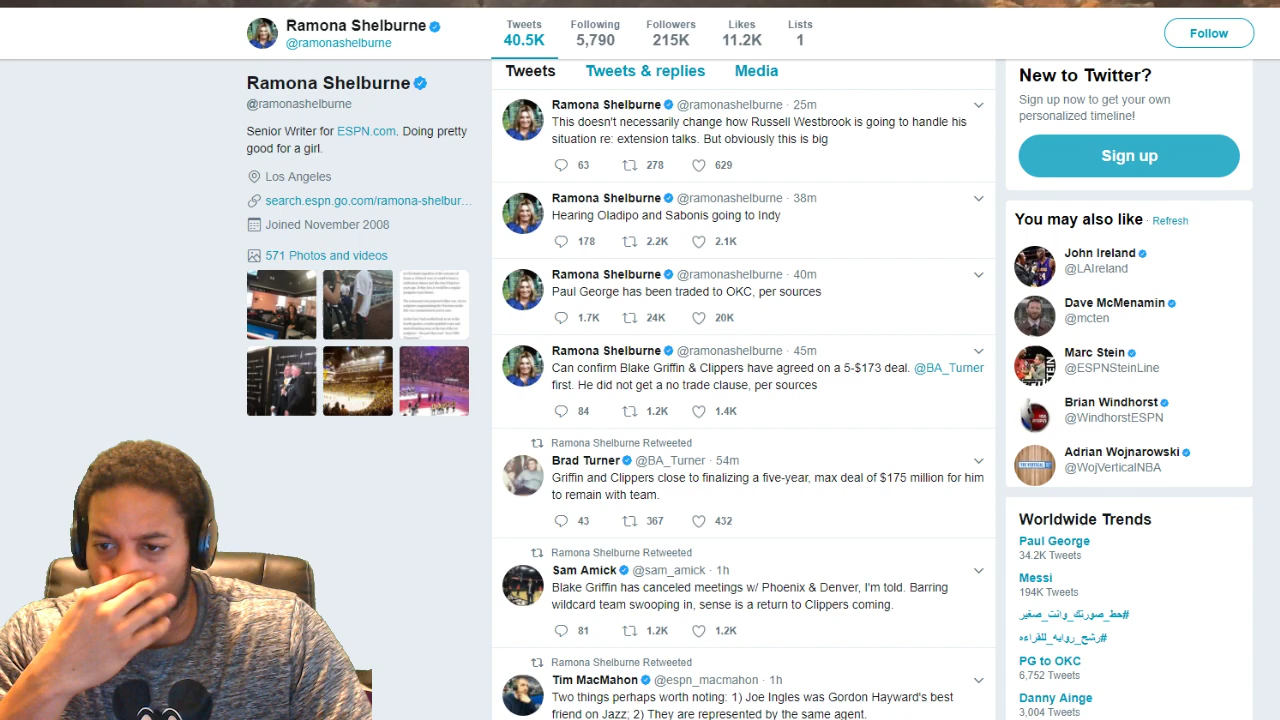 Ramona Shelburne
@ramonashelburne
Tweets
40.5K
Following
5,790
Followers
215K
Likes
11.2K
Lists
1
Follow
Ramona Shelburne
@ramonashelburne
Senior Writer for ESPN.com. Doing pretty
good for a girl.
Los Angeles
search.espn.go.com/ramona-shelbur…
Joined November 2008
571 Photos and videos
Tweets Tweets & replies Media
Ramona Shelburne @ramonashelburne · 25m
This doesn't necessarily change how Russell Westbrook is going to handle his
situation re: extension talks. But obviously this is big
63 278 629
Ramona Shelburne @ramonashelburne · 38m
Hearing Oladipo and Sabonis going to Indy
178 2.2K 2.1K
Ramona Shelburne @ramonashelburne · 40m
Paul George has been traded to OKC, per sources
1.7K 24K 20K
Ramona Shelburne @ramonashelburne · 45m
Can confirm Blake Griffin & Clippers have agreed on a 5-$173 deal. @BA_Turner
first. He did not get a no trade clause, per sources
84 1.2K 1.4K
Ramona Shelburne Retweeted
Brad Turner @BA_Turner · 54m
Griffin and Clippers close to finalizing a five-year, max deal of $175 million for him
to remain with team.
43 367 432
Ramona Shelburne Retweeted
Sam Amick @sam_amick · 1h
Blake Griffin has canceled meetings w/ Phoenix & Denver, I'm told. Barring
wildcard team swooping in, sense is a return to Clippers coming.
81 1.2K 1.2K
Ramona Shelburne Retweeted
Tim MacMahon @espn_macmahon · 1h
Two things perhaps worth noting: 1) Joe Ingles was Gordon Hayward's best
friend on Jazz; 2) They are represented by the same agent.
New to Twitter?
Sign up now to get your own
personalized timeline!
Sign up
You may also like · Refresh
John Ireland
@LAIreland
Dave McMenamin
@mcten
Marc Stein
@ESPNSteinLine
Brian Windhorst
@WindhorstESPN
Adrian Wojnarowski
@WojVerticalNBA
Worldwide Trends
Paul George
34.2K Tweets
Messi
194K Tweets
#حط_صورتك_وانت_صغير
#رشح_روايه_للقراءه
PG to OKC
6,752 Tweets
Danny Ainge
3,004 Tweets